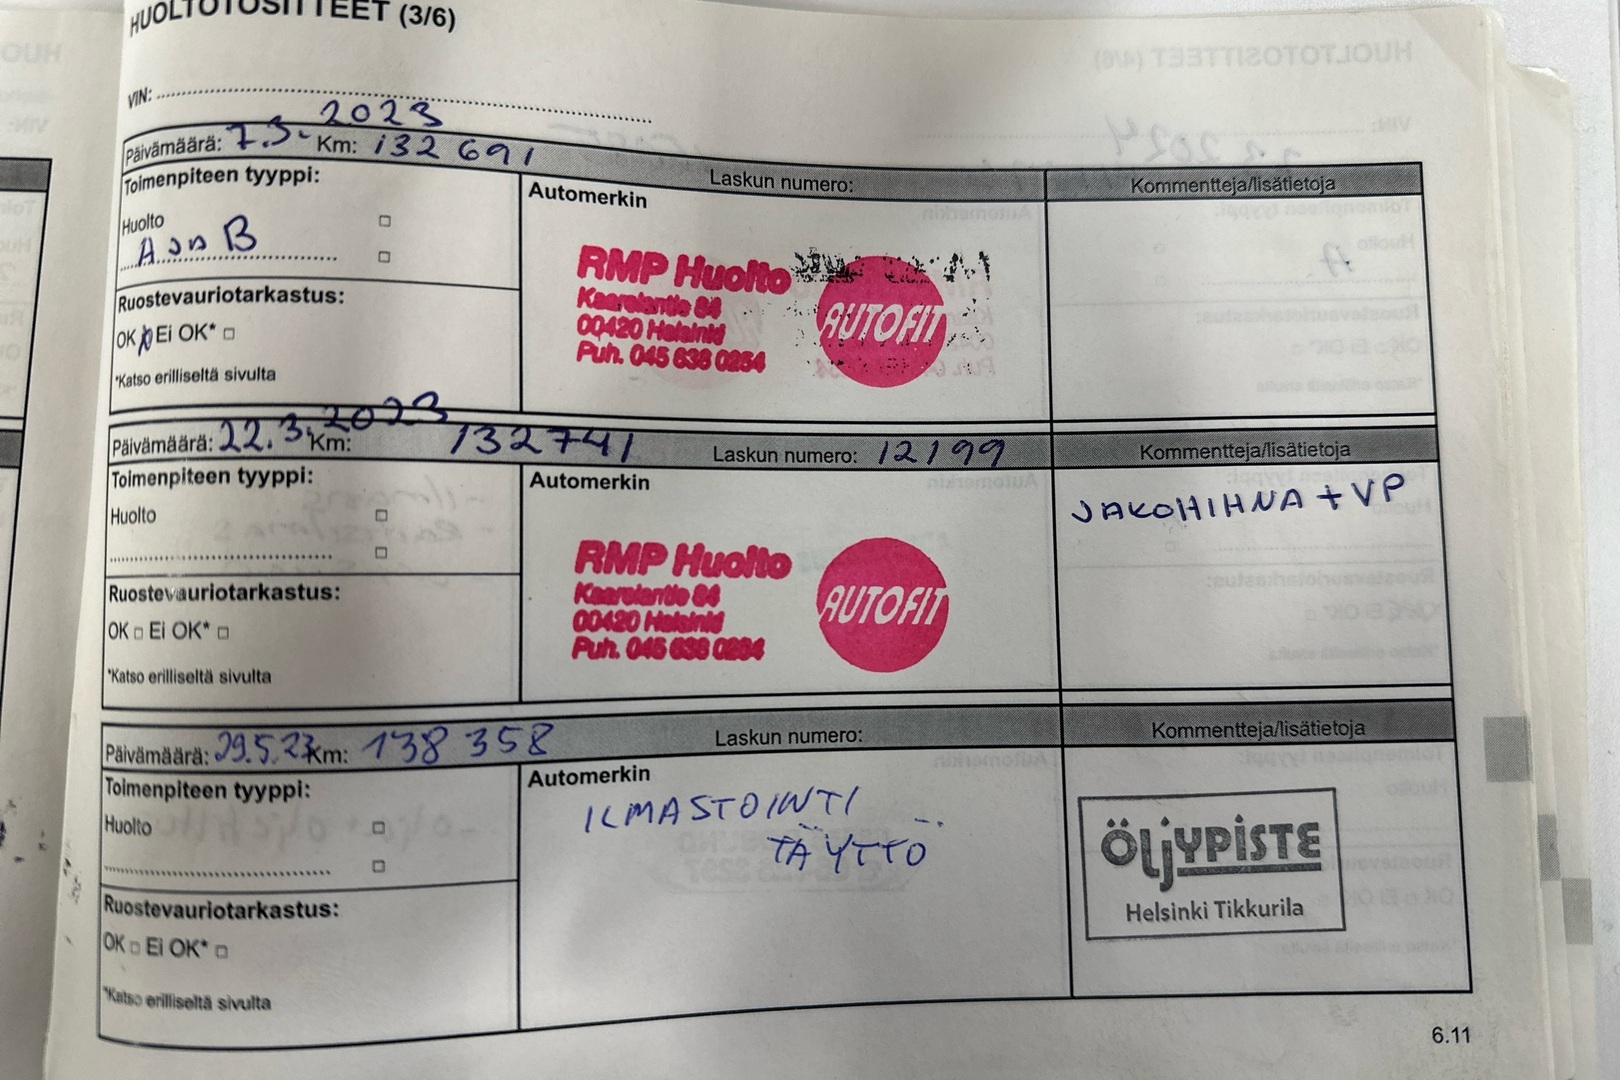 HUOLTOTOSITTEET (3/6)
VIN:
Päivämäärä: 7.3. 2023 Km: 132 691 Laskun numero: Kommentteja/lisätietoja
Toimenpiteen tyyppi:
Huolto
A JA B
Ruostevauriotarkastus:
OK Ei OK*
*Katso erilliseltä sivulta
Automerkin
RMP Huolto
Kaarelantie 84
00420 Helsinki
Puh. 045 638 0254
AUTOFIT
Päivämäärä: 22.3.2023 Km: 132741 Laskun numero: 12199 Kommentteja/lisätietoja
Toimenpiteen tyyppi:
Huolto
Ruostevauriotarkastus:
OK Ei OK*
*Katso erilliseltä sivulta
Automerkin
RMP Huolto
Kaarelantie 84
00420 Helsinki
Puh. 045 638 0254
AUTOFIT
JAKOHIHNA + VP
Päivämäärä: 29.5.23 Km: 138 358 Laskun numero: Kommentteja/lisätietoja
Toimenpiteen tyyppi:
Huolto
Ruostevauriotarkastus:
OK Ei OK*
*Katso erilliseltä sivulta
Automerkin
ILMASTOINTI
TÄYTTÖ
ÖLJYPISTE
Helsinki Tikkurila
6.11